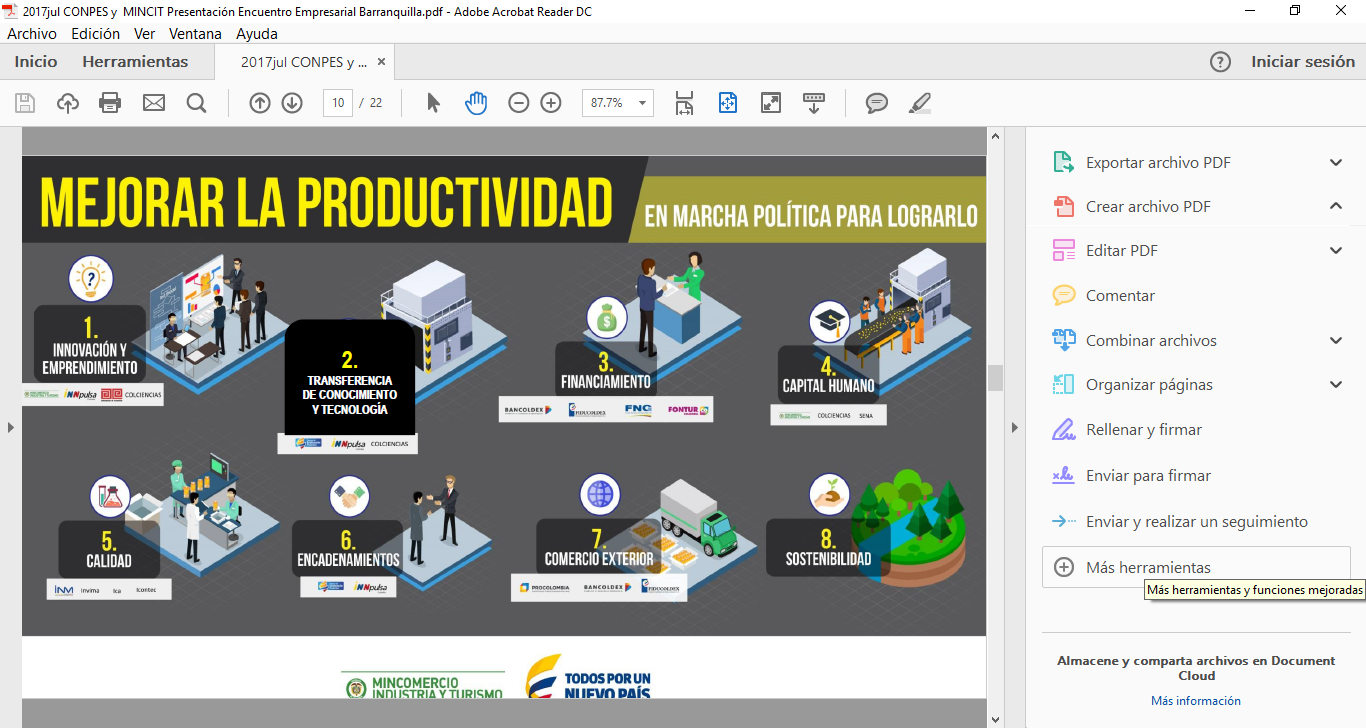 2017jul CONPES y  MINCIT Presentación Encuentro Empresarial Barranquilla.pdf - Adobe Acrobat Reader DC
Archivo Edición Ver Ventana Ayuda
Inicio Herramientas 2017jul CONPES y ... × ? Iniciar sesión
10 / 22 87.7%
MEJORAR LA PRODUCTIVIDAD
EN MARCHA POLÍTICA PARA LOGRARLO
1.
INNOVACIÓN Y
EMPRENDIMIENTO
iNNpulsa COLCIENCIAS
2.
TRANSFERENCIA
DE CONOCIMIENTO
Y TECNOLOGÍA
iNNpulsa COLCIENCIAS
3.
FINANCIAMIENTO
BANCOLDEX FIDUCOLDEX FNG FONTUR
4.
CAPITAL HUMANO
COLCIENCIAS SENA
5.
CALIDAD
INM Invima Ica Icontec
6.
ENCADENAMIENTOS
iNNpulsa
7.
COMERCIO EXTERIOR
PROCOLOMBIA BANCOLDEX FIDUCOLDEX
8.
SOSTENIBILIDAD
MINCOMERCIO
INDUSTRIA Y TURISMO
TODOS POR UN
NUEVO PAÍS
Exportar archivo PDF
Crear archivo PDF
Editar PDF
Comentar
Combinar archivos
Organizar páginas
Rellenar y firmar
Enviar para firmar
Enviar y realizar un seguimiento
Más herramientas
Más herramientas y funciones mejoradas
Almacene y comparta archivos en Document
Cloud
Más información